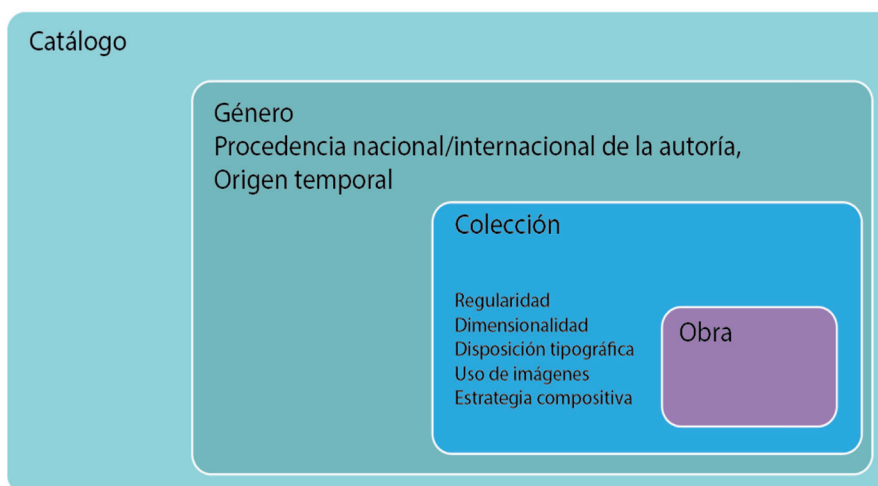 Catálogo
Género
Procedencia nacional/internacional de la autoría,
Origen temporal
Colección
Regularidad
Dimensionalidad
Disposición tipográfica
Uso de imágenes
Estrategia compositiva
Obra